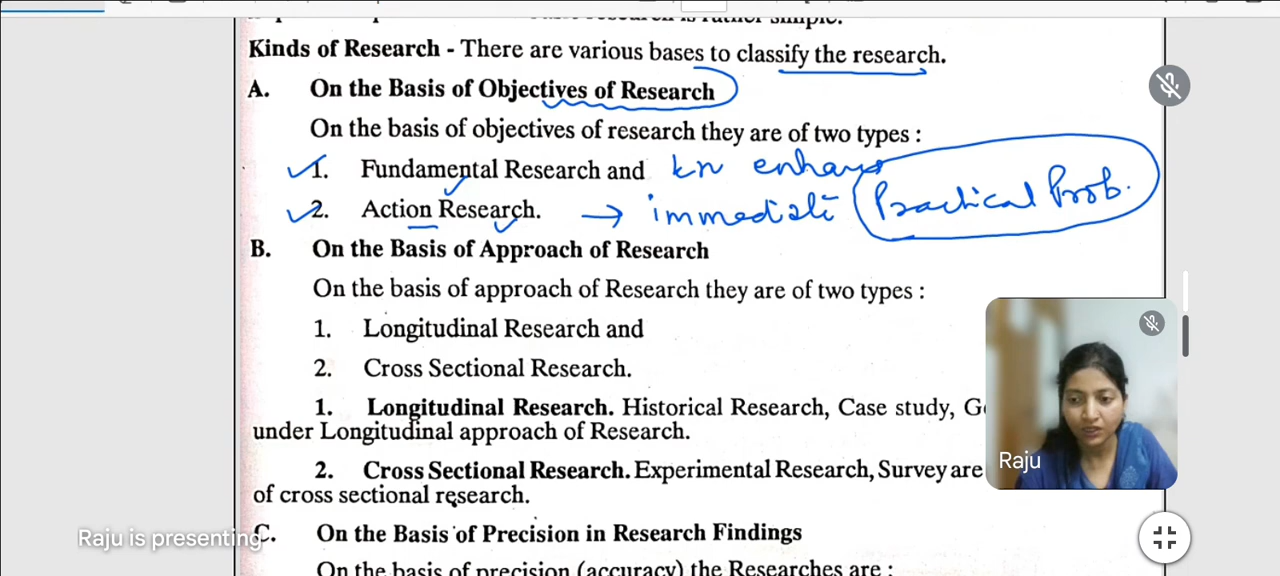 Kinds of Research - There are various bases to classify the research.
A. On the Basis of Objectives of Research
On the basis of objectives of research they are of two types :
1. Fundamental Research and kn enhays
2. Action Research. → immediate Practical Prob.
B. On the Basis of Approach of Research
On the basis of approach of Research they are of two types :
1. Longitudinal Research and
2. Cross Sectional Research.
1. Longitudinal Research. Historical Research, Case study,
under Longitudinal approach of Research.
2. Cross Sectional Research. Experimental Research, Survey are
of cross sectional research.
Raju
C. On the Basis of Precision in Research Findings
Raju is presenting
On the basis of precision (accuracy) the Researches are :